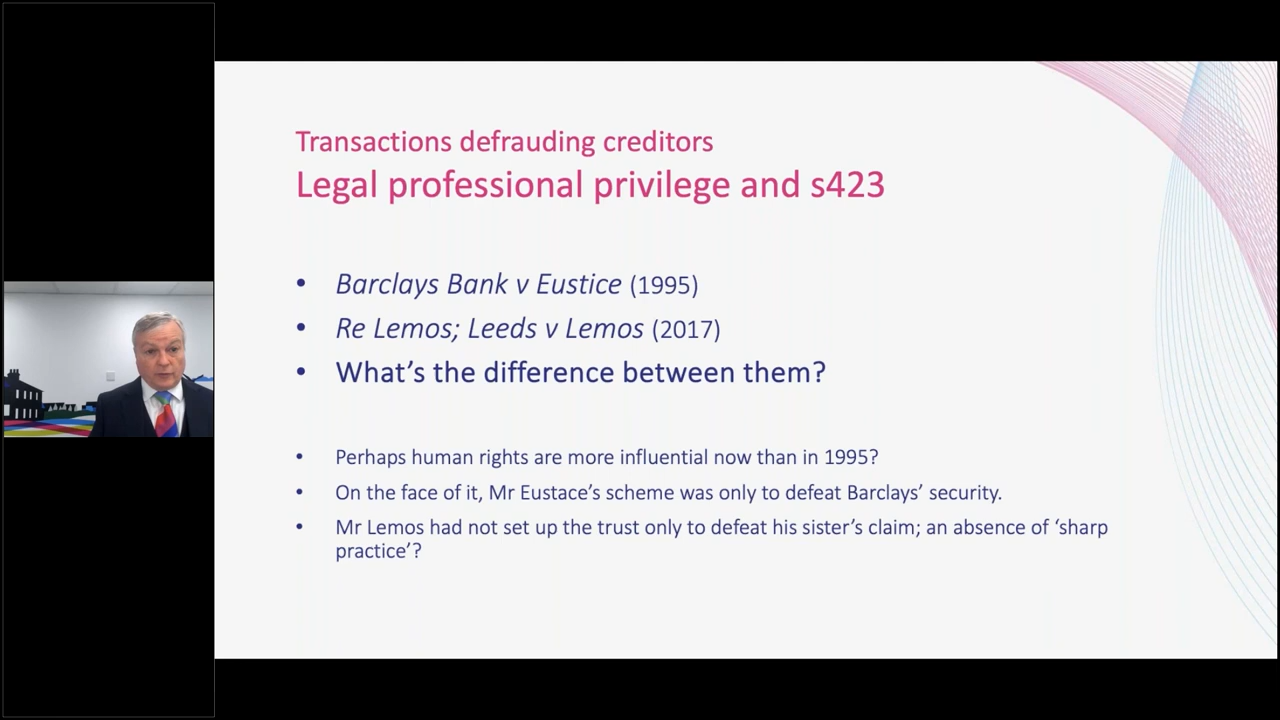 Transactions defrauding creditors
Legal professional privilege and s423
• Barclays Bank v Eustice (1995)
• Re Lemos; Leeds v Lemos (2017)
• What's the difference between them?
• Perhaps human rights are more influential now than in 1995?
• On the face of it, Mr Eustace's scheme was only to defeat Barclays' security.
• Mr Lemos had not set up the trust only to defeat his sister's claim; an absence of 'sharp
practice'?